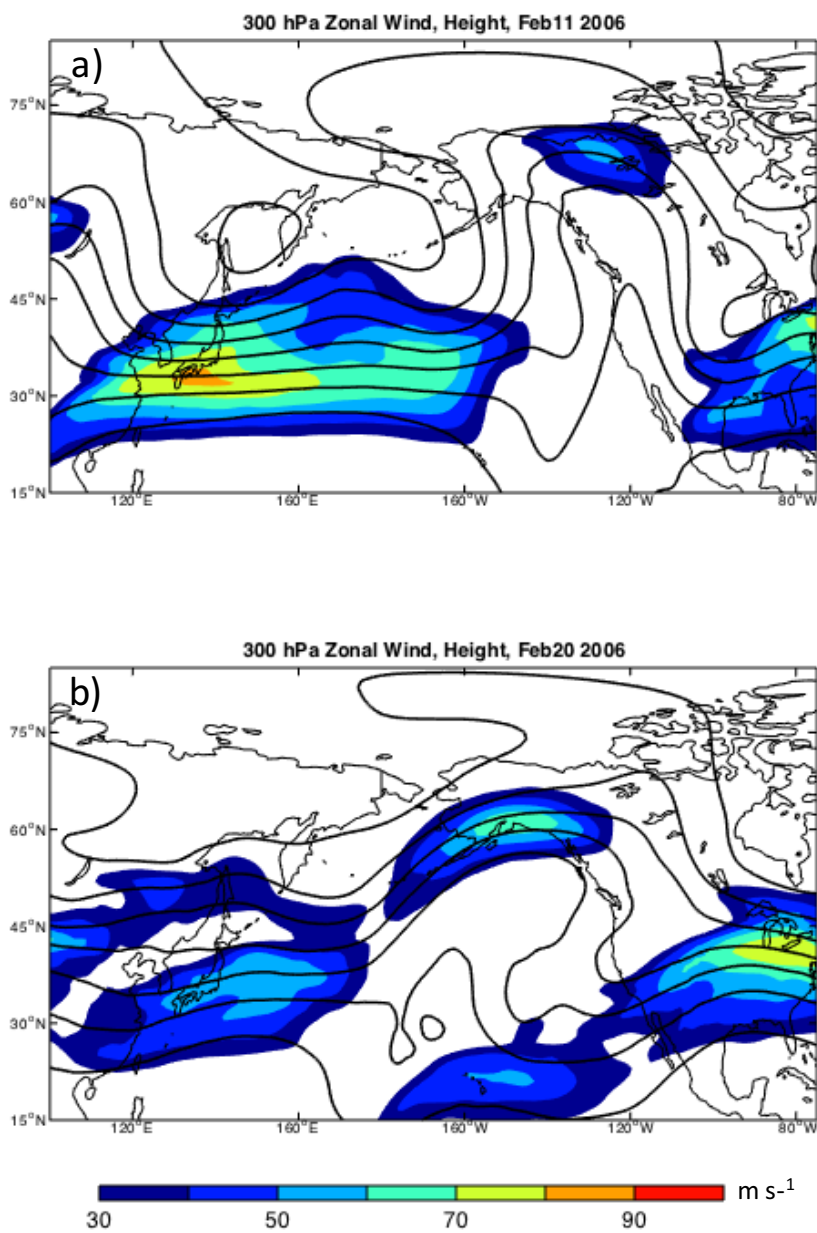 300 hPa Zonal Wind, Height, Feb11 2006
a)
75°N
60°N
45°N
30°N
15°N
120°E 160°E 160°W 120°W 80°W
300 hPa Zonal Wind, Height, Feb20 2006
b)
75°N
60°N
45°N
30°N
15°N
120°E 160°E 160°W 120°W 80°W
m s-¹
30 50 70 90